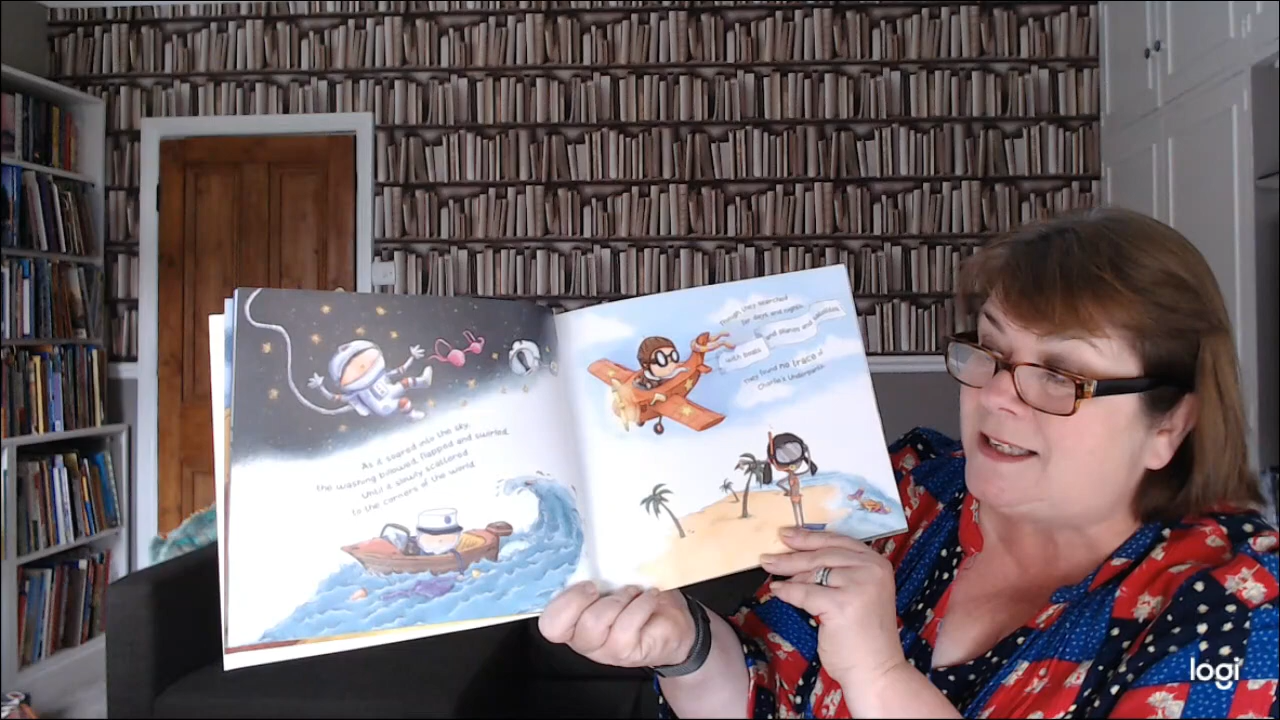 As it soared into the sky,
the washing billowed, flapped and swirled,
Until it slowly scattered
to the corners of the world.
Though they searched
for days and nights,
with boats and planes and velocities,
They found no trace of
Charlie's Underpants.
logi